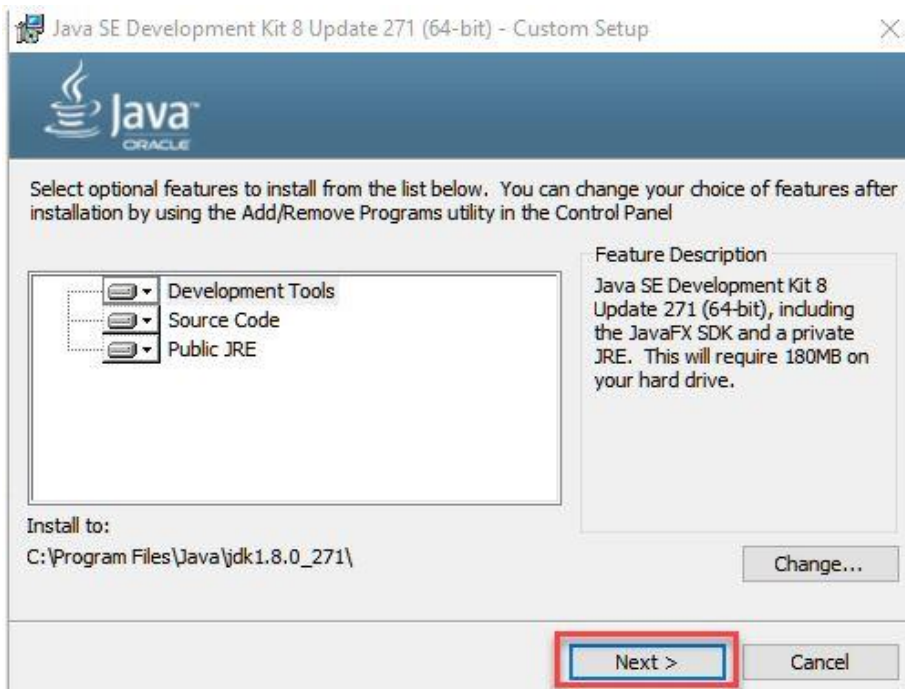 Java SE Development Kit 8 Update 271 (64-bit) - Custom Setup
Java™
ORACLE
Select optional features to install from the list below. You can change your choice of features after
installation by using the Add/Remove Programs utility in the Control Panel
Development Tools
Source Code
Public JRE
Feature Description
Java SE Development Kit 8
Update 271 (64-bit), including
the JavaFX SDK and a private
JRE. This will require 180MB on
your hard drive.
Install to:
C:\Program Files\Java\jdk1.8.0_271\
Change...
Next >
Cancel